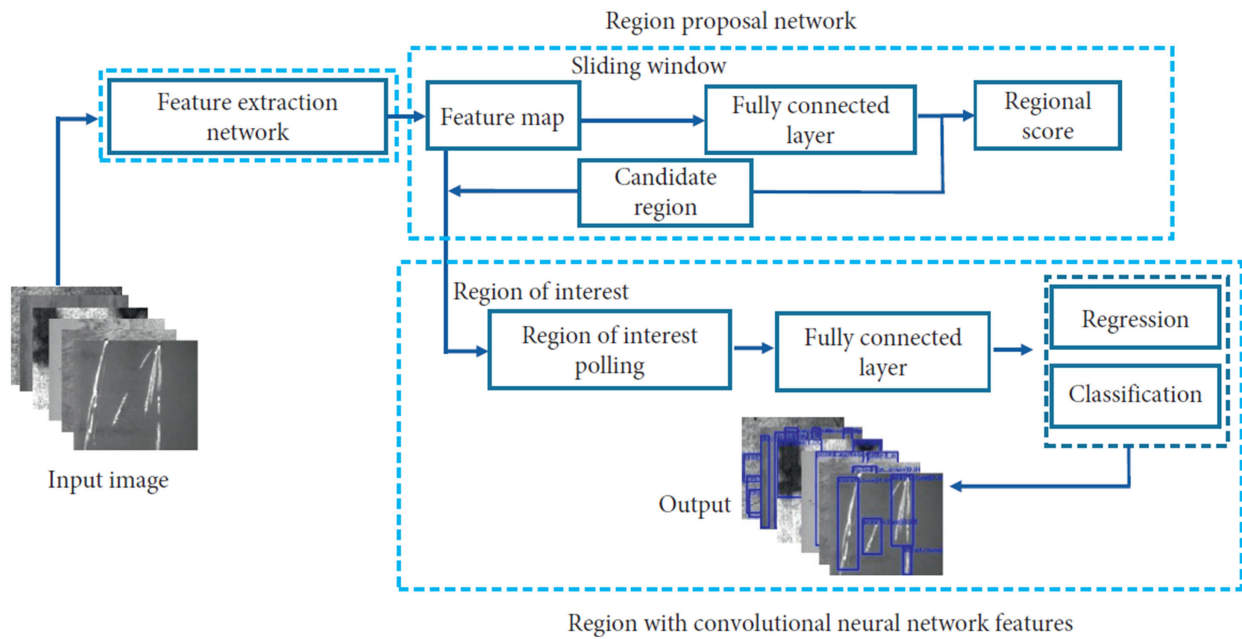 Region proposal network
Sliding window
Feature extraction
network
Feature map
Fully connected
layer
Regional
score
Candidate
region
Region of interest
Region of interest
polling
Fully connected
layer
Regression
Classification
Input image
Output
Region with convolutional neural network features